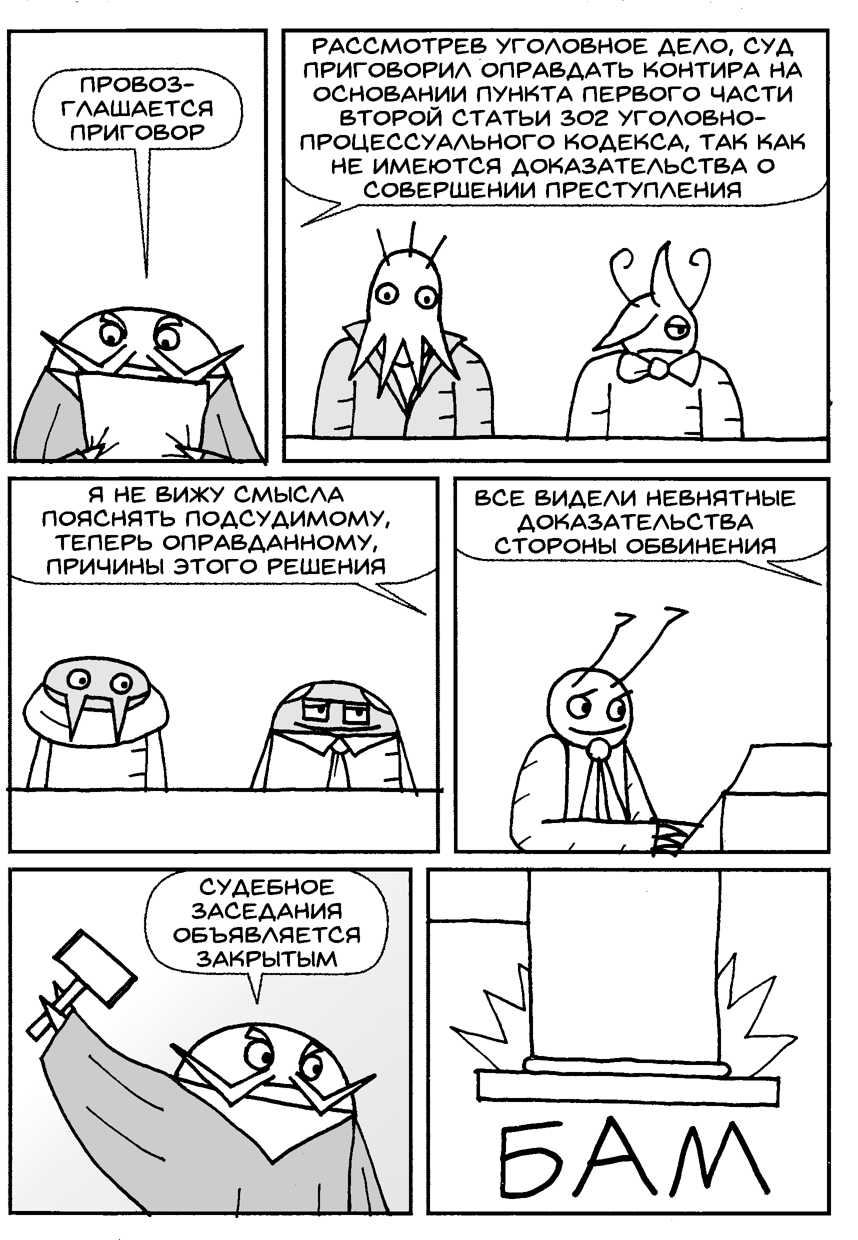 ПРОВОЗ-
ГЛАШАЕТСЯ
ПРИГОВОР
РАССМОТРЕВ УГОЛОВНОЕ ДЕЛО, СУД
ПРИГОВОРИЛ ОПРАВДАТЬ КОНТИРА НА
ОСНОВАНИИ ПУНКТА ПЕРВОГО ЧАСТИ
ВТОРОЙ СТАТЬИ 302 УГОЛОВНО-
ПРОЦЕССУАЛЬНОГО КОДЕКСА, ТАК КАК
НЕ ИМЕЮТСЯ ДОКАЗАТЕЛЬСТВА О
СОВЕРШЕНИИ ПРЕСТУПЛЕНИЯ
Я НЕ ВИЖУ СМЫСЛА
ПОЯСНЯТЬ ПОДСУДИМОМУ,
ТЕПЕРЬ ОПРАВДАННОМУ,
ПРИЧИНЫ ЭТОГО РЕШЕНИЯ
ВСЕ ВИДЕЛИ НЕВНЯТНЫЕ
ДОКАЗАТЕЛЬСТВА
СТОРОНЫ ОБВИНЕНИЯ
СУДЕБНОЕ
ЗАСЕДАНИЯ
ОБЪЯВЛЯЕТСЯ
ЗАКРЫТЫМ
БАМ